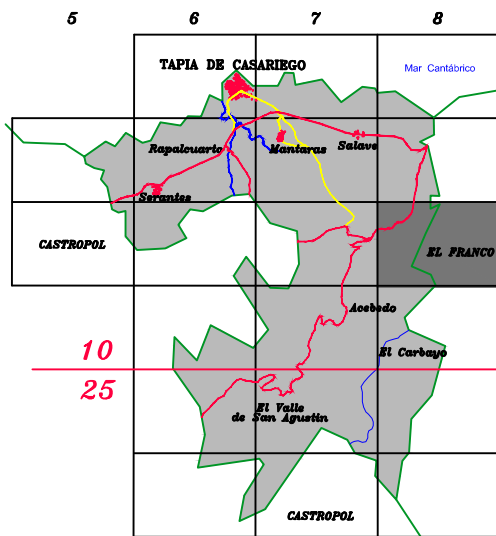 5 6 7 8
TAPIA DE CASARIEGO
Mar Cantábrico
Rapalcuarto Mantaras Salave
Serantes
CASTROPOL
EL FRANCO
Acebedo
10
El Carbayo
25
El Valle
de San Agustin
CASTROPOL